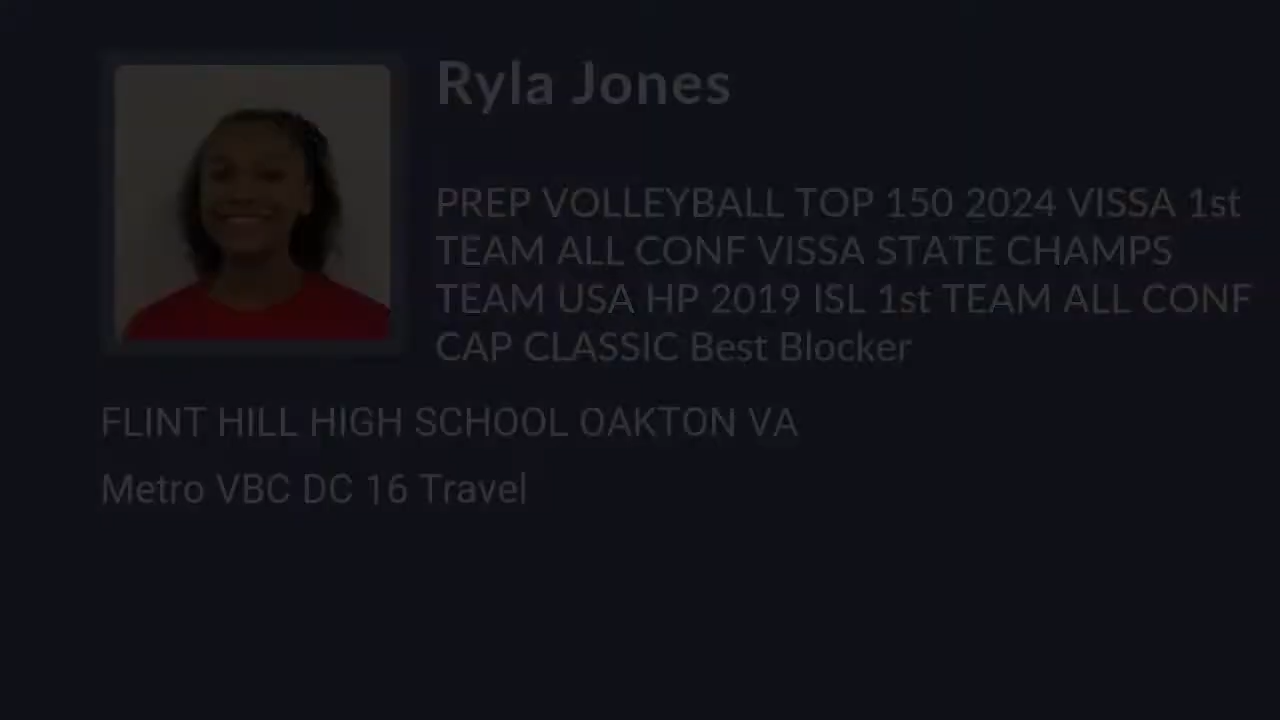 Ryla Jones
PREP VOLLEYBALL TOP 150 2024 VISSA 1st
TEAM ALL CONF VISSA STATE CHAMPS
TEAM USA HP 2019 ISL 1st TEAM ALL CONF
CAP CLASSIC Best Blocker
FLINT HILL HIGH SCHOOL OAKTON VA
Metro VBC DC 16 Travel